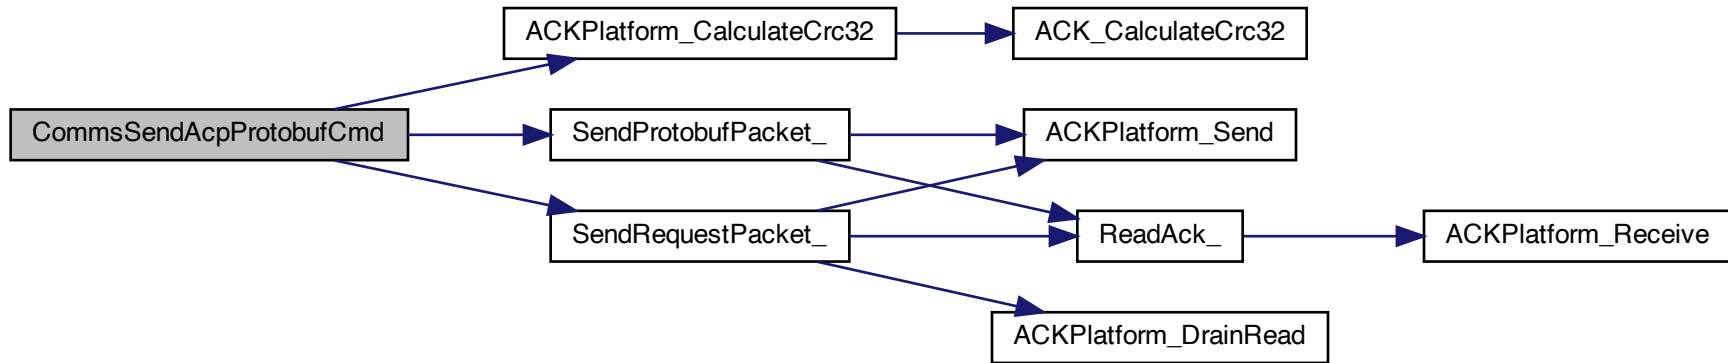 ACKPlatform_CalculateCrc32
ACK_CalculateCrc32
CommsSendAcpProtobufCmd
SendProtobufPacket_
ACKPlatform_Send
SendRequestPacket_
ReadAck_
ACKPlatform_Receive
ACKPlatform_DrainRead